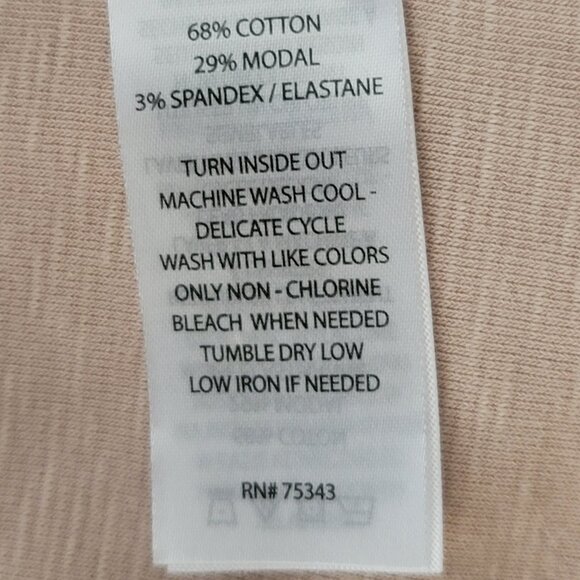 68% COTTON
29% MODAL
3% SPANDEX / ELASTANE
TURN INSIDE OUT
MACHINE WASH COOL -
DELICATE CYCLE
WASH WITH LIKE COLORS
ONLY NON - CHLORINE
BLEACH WHEN NEEDED
TUMBLE DRY LOW
LOW IRON IF NEEDED
RN# 75343